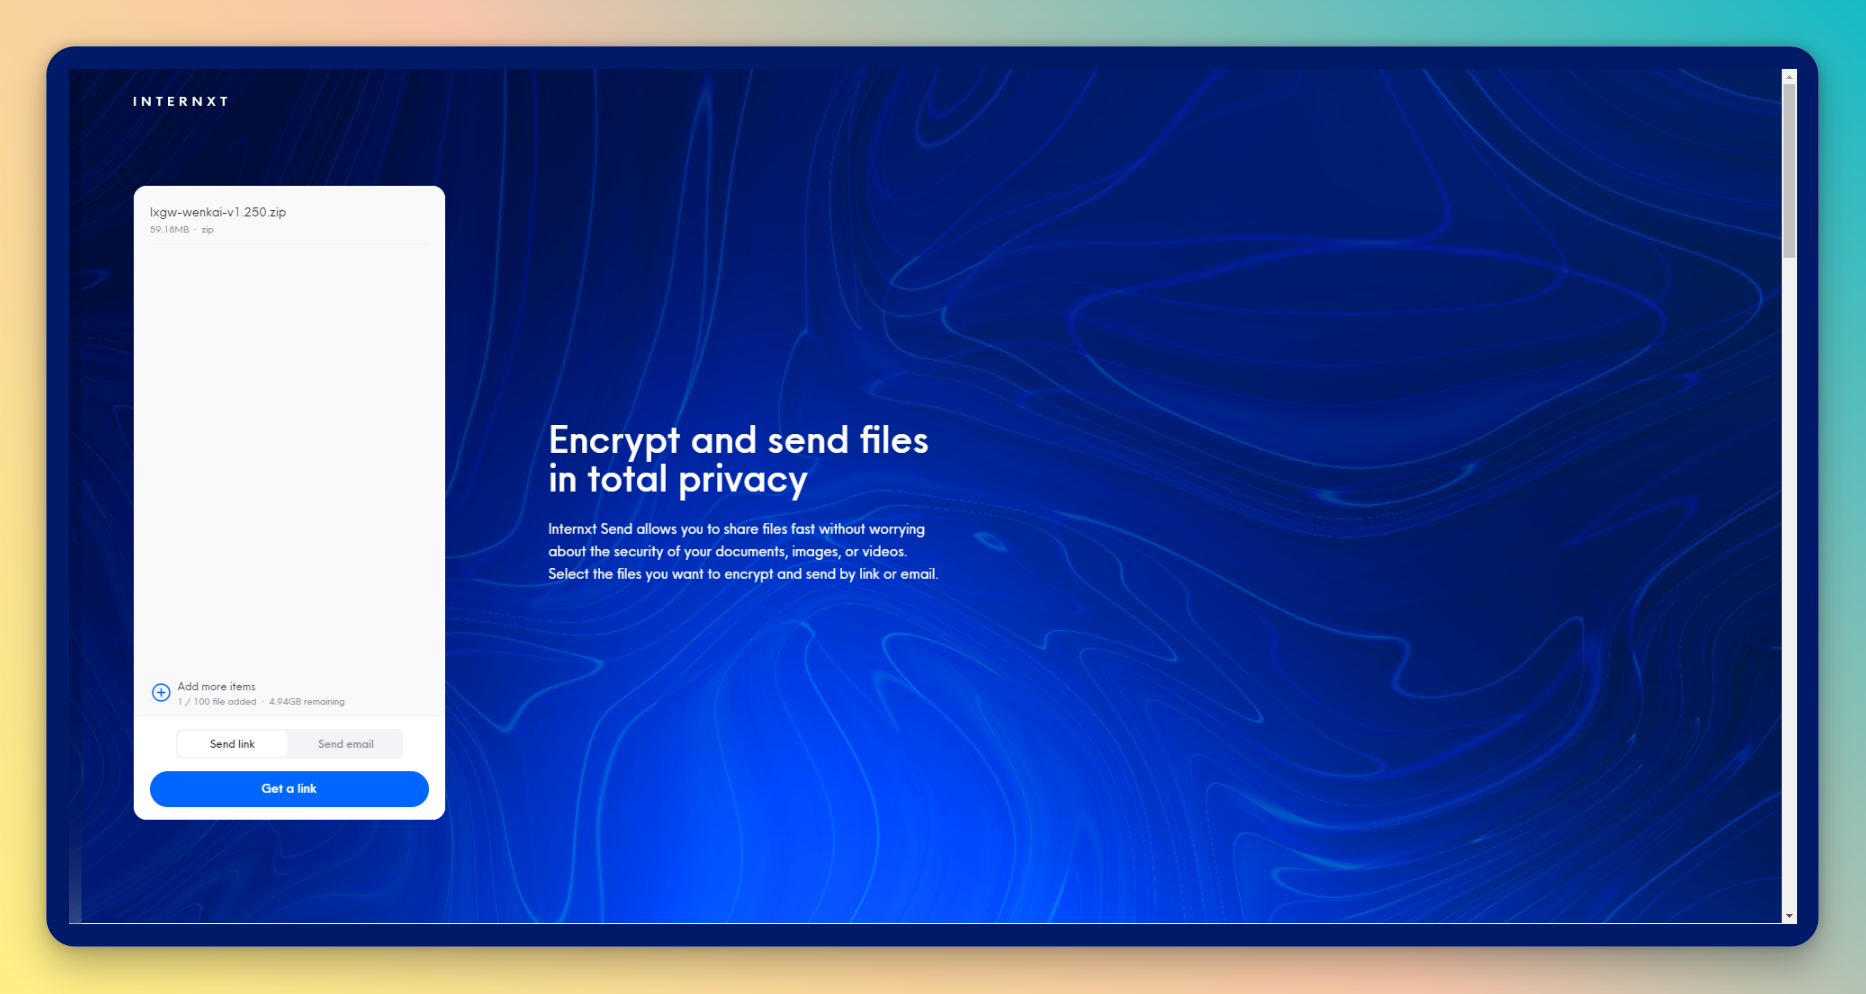 INTERNXT
lxgw-wenkai-v1.250.zip
59.18MB · zip
Encrypt and send files
in total privacy
Internxt Send allows you to share files fast without worrying
about the security of your documents, images, or videos.
Select the files you want to encrypt and send by link or email.
Add more items
1 / 100 file added · 4.94GB remaining
Send link Send email
Get a link